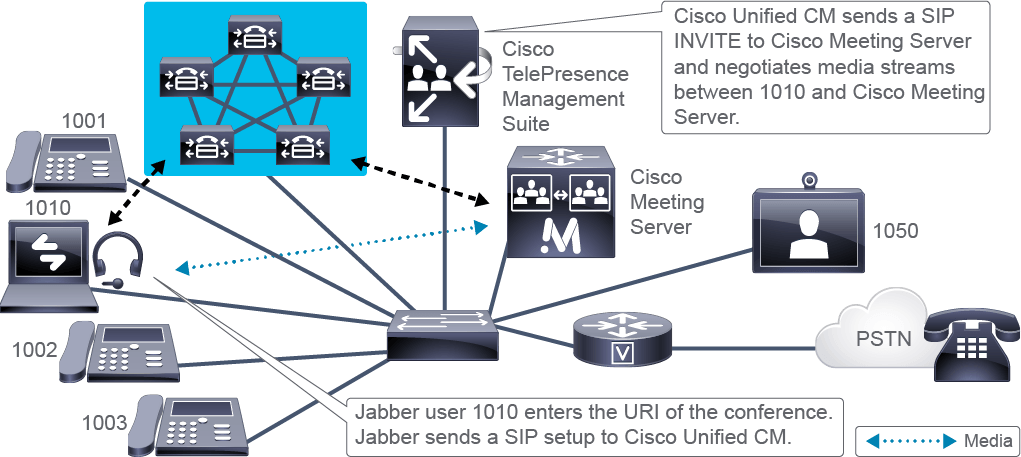 Cisco Unified CM sends a SIP
INVITE to Cisco Meeting Server
and negotiates media streams
between 1010 and Cisco Meeting
Server.
Cisco
TelePresence
Management
Suite
1001
Cisco
Meeting
Server
1010
1050
M
1002
V
PSTN
1003
Jabber user 1010 enters the URI of the conference.
Jabber sends a SIP setup to Cisco Unified CM.
Media